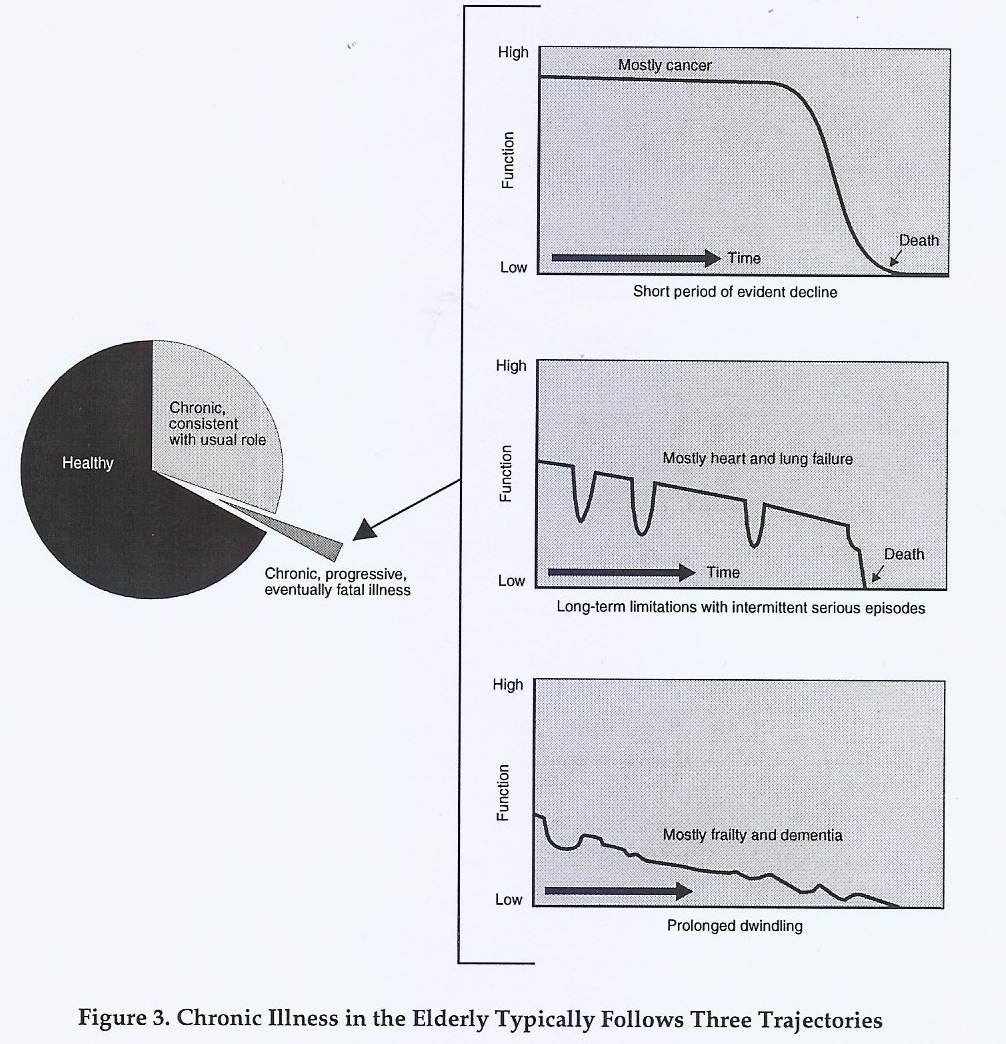 Healthy
Chronic,
consistent
with usual role
Chronic, progressive,
eventually fatal illness
High
Mostly cancer
Function
Death
Time
Low
Short period of evident decline
High
Mostly heart and lung failure
Function
Death
Time
Low
Long-term limitations with intermittent serious episodes
High
Function
Mostly frailty and dementia
Low
Prolonged dwindling
Figure 3. Chronic Illness in the Elderly Typically Follows Three Trajectories